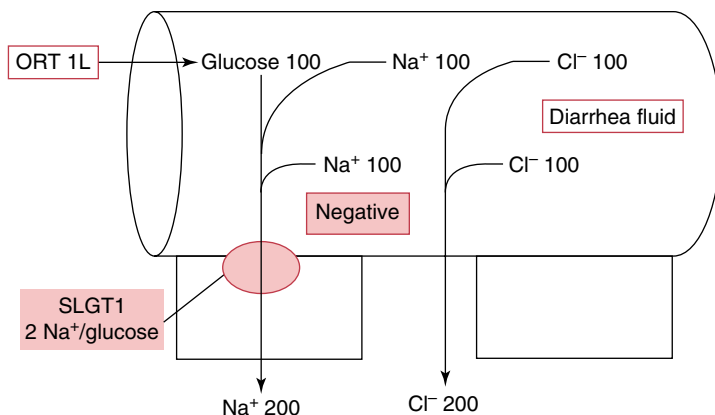 ORT 1L
Glucose 100
Na⁺ 100
Cl⁻ 100
Diarrhea fluid
Na⁺ 100
Cl⁻ 100
Negative
SLGT1
2 Na⁺/glucose
Na⁺ 200
Cl⁻ 200